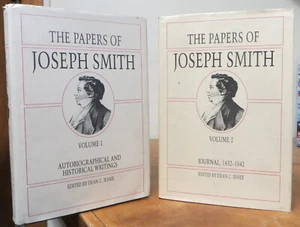 THE PAPERS OF
JOSEPH SMITH
VOLUME 1
AUTOBIOGRAPHICAL AND
HISTORICAL WRITINGS
EDITED BY DEAN C. JESSEE
THE PAPERS OF
JOSEPH SMITH
VOLUME 2
JOURNAL, 1832-1842
EDITED BY DEAN C. JESSEE